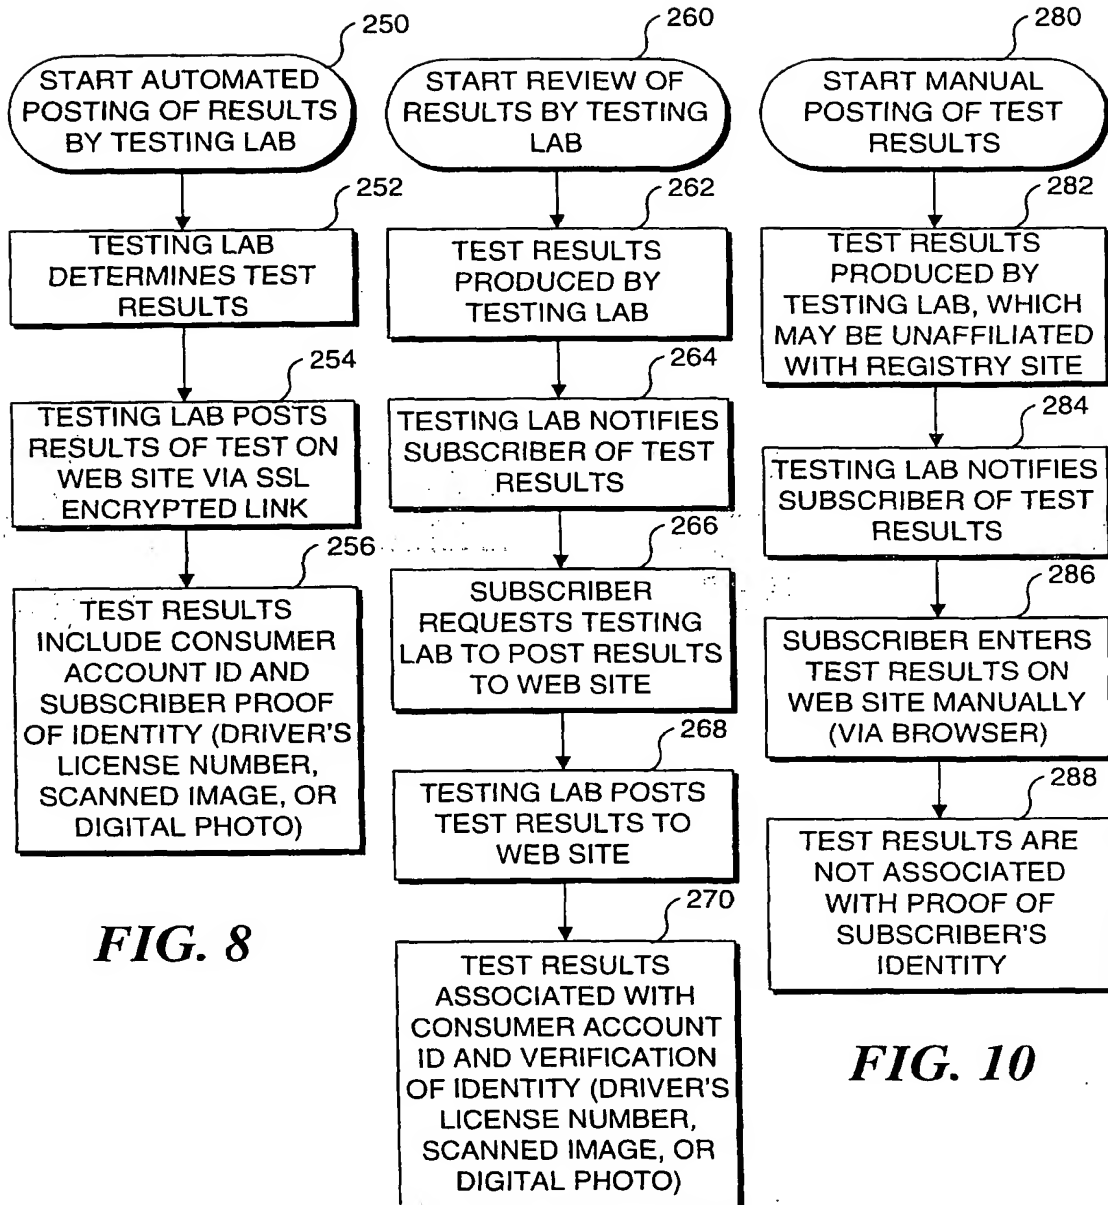 250
START AUTOMATED
POSTING OF RESULTS
BY TESTING LAB
252
TESTING LAB
DETERMINES TEST
RESULTS
254
TESTING LAB POSTS
RESULTS OF TEST ON
WEB SITE VIA SSL
ENCRYPTED LINK
256
TEST RESULTS
INCLUDE CONSUMER
ACCOUNT ID AND
SUBSCRIBER PROOF
OF IDENTITY (DRIVER'S
LICENSE NUMBER,
SCANNED IMAGE, OR
DIGITAL PHOTO)
FIG. 8
260
START REVIEW OF
RESULTS BY TESTING
LAB
262
TEST RESULTS
PRODUCED BY
TESTING LAB
264
TESTING LAB NOTIFIES
SUBSCRIBER OF TEST
RESULTS
266
SUBSCRIBER
REQUESTS TESTING
LAB TO POST RESULTS
TO WEB SITE
268
TESTING LAB POSTS
TEST RESULTS TO
WEB SITE
270
TEST RESULTS
ASSOCIATED WITH
CONSUMER ACCOUNT
ID AND VERIFICATION
OF IDENTITY (DRIVER'S
LICENSE NUMBER,
SCANNED IMAGE, OR
DIGITAL PHOTO)
280
START MANUAL
POSTING OF TEST
RESULTS
282
TEST RESULTS
PRODUCED BY
TESTING LAB, WHICH
MAY BE UNAFFILIATED
WITH REGISTRY SITE
284
TESTING LAB NOTIFIES
SUBSCRIBER OF TEST
RESULTS
286
SUBSCRIBER ENTERS
TEST RESULTS ON
WEB SITE MANUALLY
(VIA BROWSER)
288
TEST RESULTS ARE
NOT ASSOCIATED
WITH PROOF OF
SUBSCRIBER'S
IDENTITY
FIG. 10